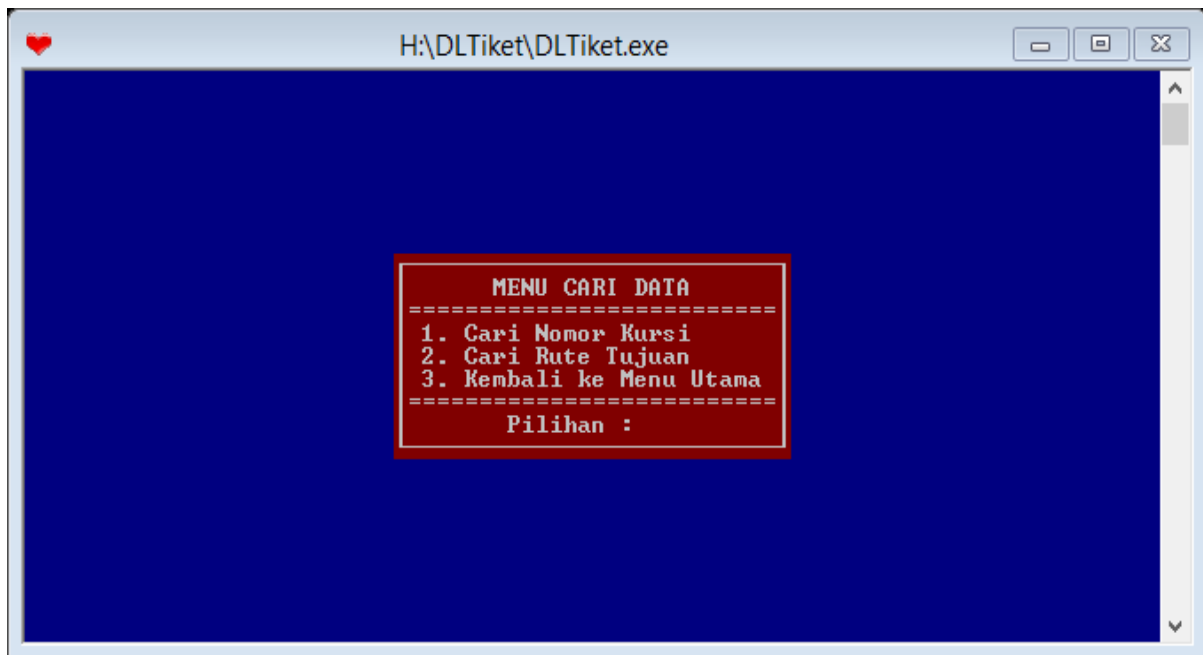 H:\DLTiket\DLTiket.exe
MENU CARI DATA
==========================
1. Cari Nomor Kursi
2. Cari Rute Tujuan
3. Kembali ke Menu Utama
==========================
Pilihan :